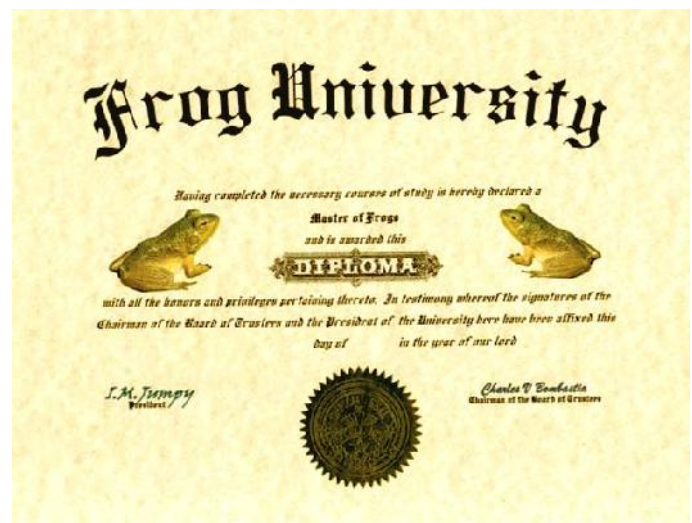 Frog University
Having completed the necessary courses of study is hereby declared a
Master of Frogs
and is awarded this
DIPLOMA
with all the honors and privileges pertaining thereto. In testimony whereof the signatures of the
Chairman of the Board of Trustees and the President of the University here have been affixed this
day of in the year of our lord
J.M. Jumpy
President
Charles V Bombastia
Chairman of the Board of Trustees